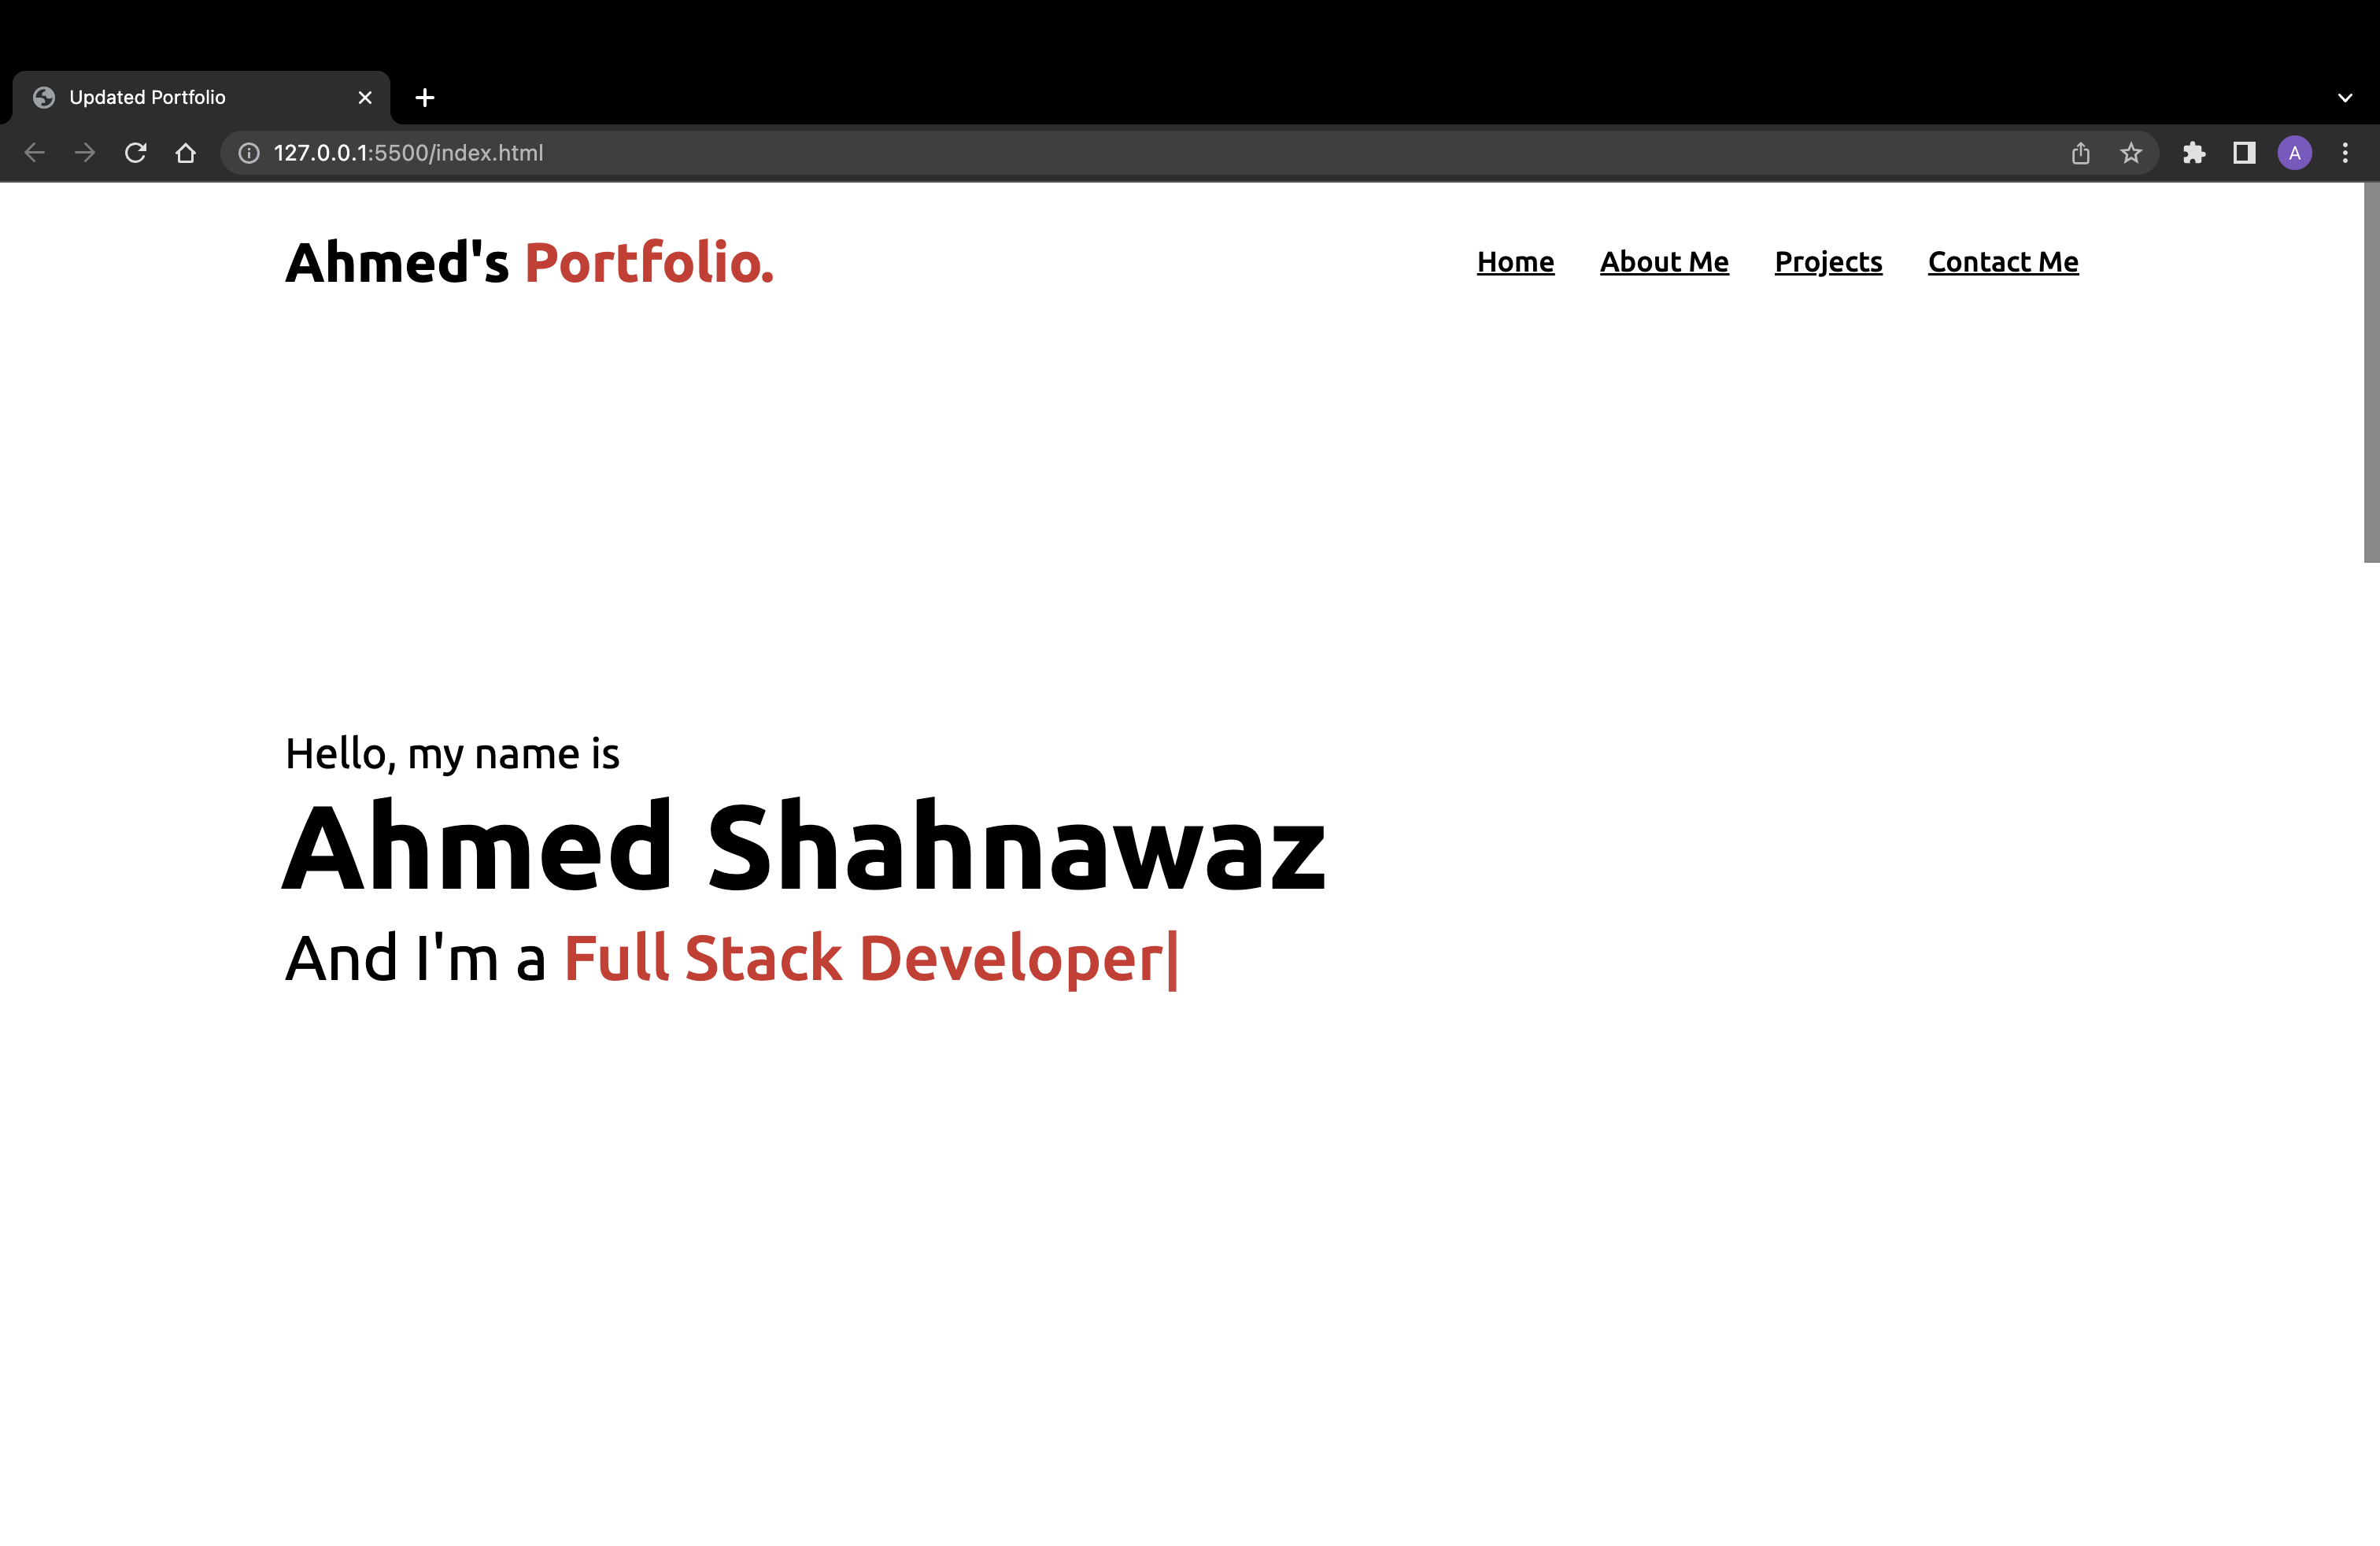 Updated Portfolio
127.0.0.1:5500/index.html
A
Ahmed's Portfolio.
Home About Me Projects Contact Me
Hello, my name is
Ahmed Shahnawaz
And I'm a Full Stack Developer|